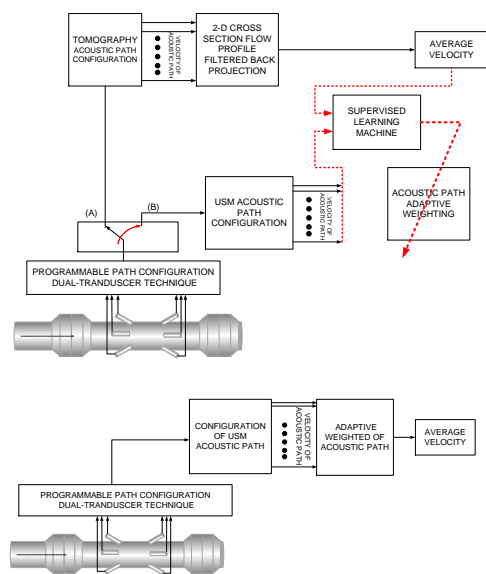 TOMOGRAPHY
ACOUSTIC PATH
CONFIGURATION
VELOCITY OF
ACOUSTIC PATH
2-D CROSS
SECTION FLOW
PROFILE
FILTERED BACK
PROJECTION
AVERAGE
VELOCITY
SUPERVISED
LEARNING
MACHINE
ACOUSTIC PATH
ADAPTIVE
WEIGHTING
(A)
(B)
USM ACOUSTIC
PATH
CONFIGURATION
VELOCITY OF
ACOUSTIC PATH
PROGRAMMABLE PATH CONFIGURATION
DUAL-TRANDUSCER TECHNIQUE
CONFIGURATION
OF USM
ACOUSTIC PATH
VELOCITY OF
ACOUSTIC PATH
ADAPTIVE
WEIGHTED OF
ACOUSTIC PATH
AVERAGE
VELOCITY
PROGRAMMABLE PATH CONFIGURATION
DUAL-TRANDUSCER TECHNIQUE